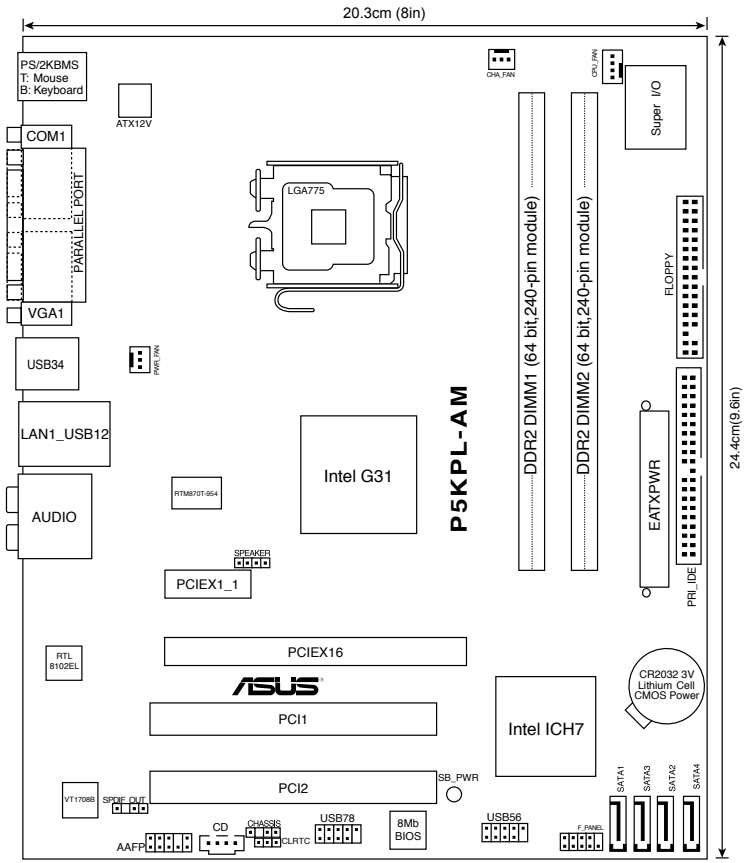 20.3cm (8in)
PS/2KBMS
T: Mouse
B: Keyboard
ATX12V
CHA_FAN
CPU_FAN
Super I/O
COM1
PARALLEL PORT
VGA1
LGA775
DDR2 DIMM1 (64 bit,240-pin module)
DDR2 DIMM2 (64 bit,240-pin module)
FLOPPY
24.4cm(9.6in)
USB34
PWR_FAN
LAN1_USB12
AUDIO
RTM870T-954
Intel G31
P5KPL-AM
EATXPWR
PRI_IDE
SPEAKER
PCIEX1_1
RTL
8102EL
PCIEX16
ASUS
PCI1
Intel ICH7
CR2032 3V
Lithium Cell
CMOS Power
VT1708B
SPDIF_OUT
PCI2
SB_PWR
SATA1
SATA3
SATA2
SATA4
AAFP
CD
CHASSIS
CLRTC
USB78
8Mb
BIOS
USB56
F_PANEL